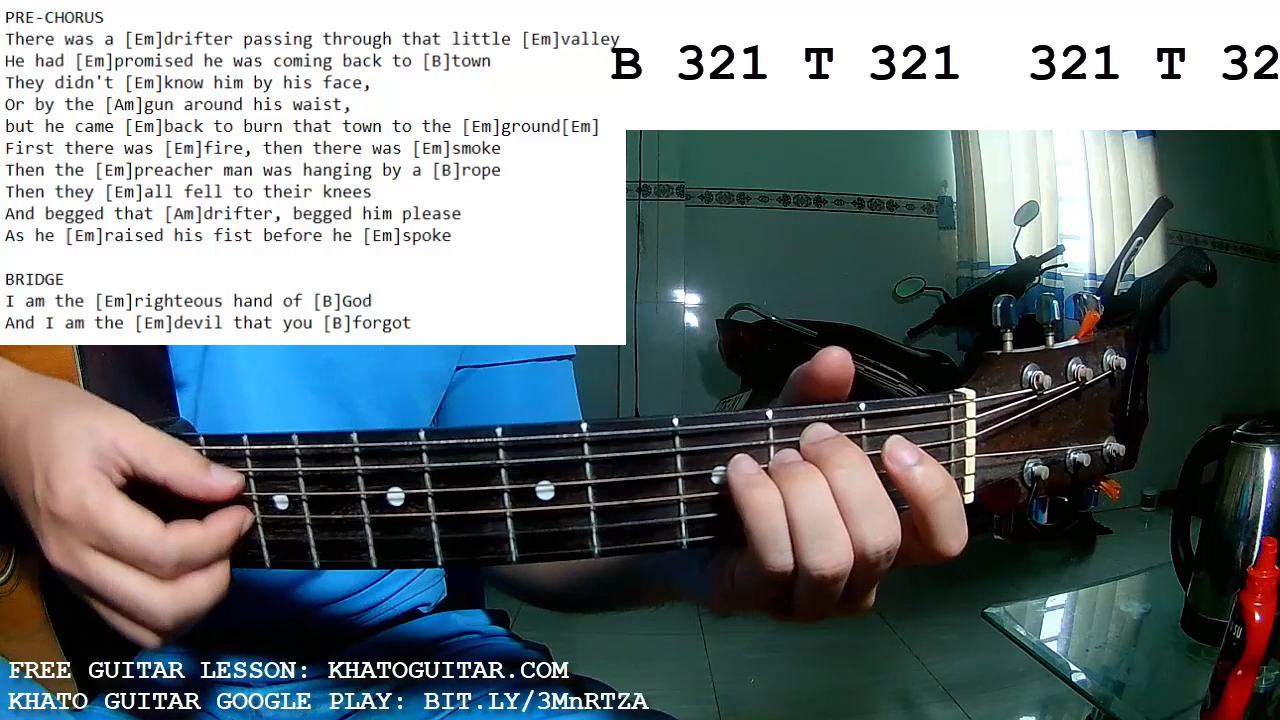 PRE-CHORUS
There was a [Em]drifter passing through that little [Em]valley
He had [Em]promised he was coming back to [B]town
They didn't [Em]know him by his face,
Or by the [Am]gun around his waist,
but he came [Em]back to burn that town to the [Em]ground[Em]
First there was [Em]fire, then there was [Em]smoke
Then the [Em]preacher man was hanging by a [B]rope
Then they [Em]all fell to their knees
And begged that [Am]drifter, begged him please
As he [Em]raised his fist before he [Em]spoke
BRIDGE
I am the [Em]righteous hand of [B]God
And I am the [Em]devil that you [B]forgot
B 321 T 321 321 T 32
FREE GUITAR LESSON: KHATOGUITAR.COM
KHATO GUITAR GOOGLE PLAY: BIT.LY/3MnRTZA